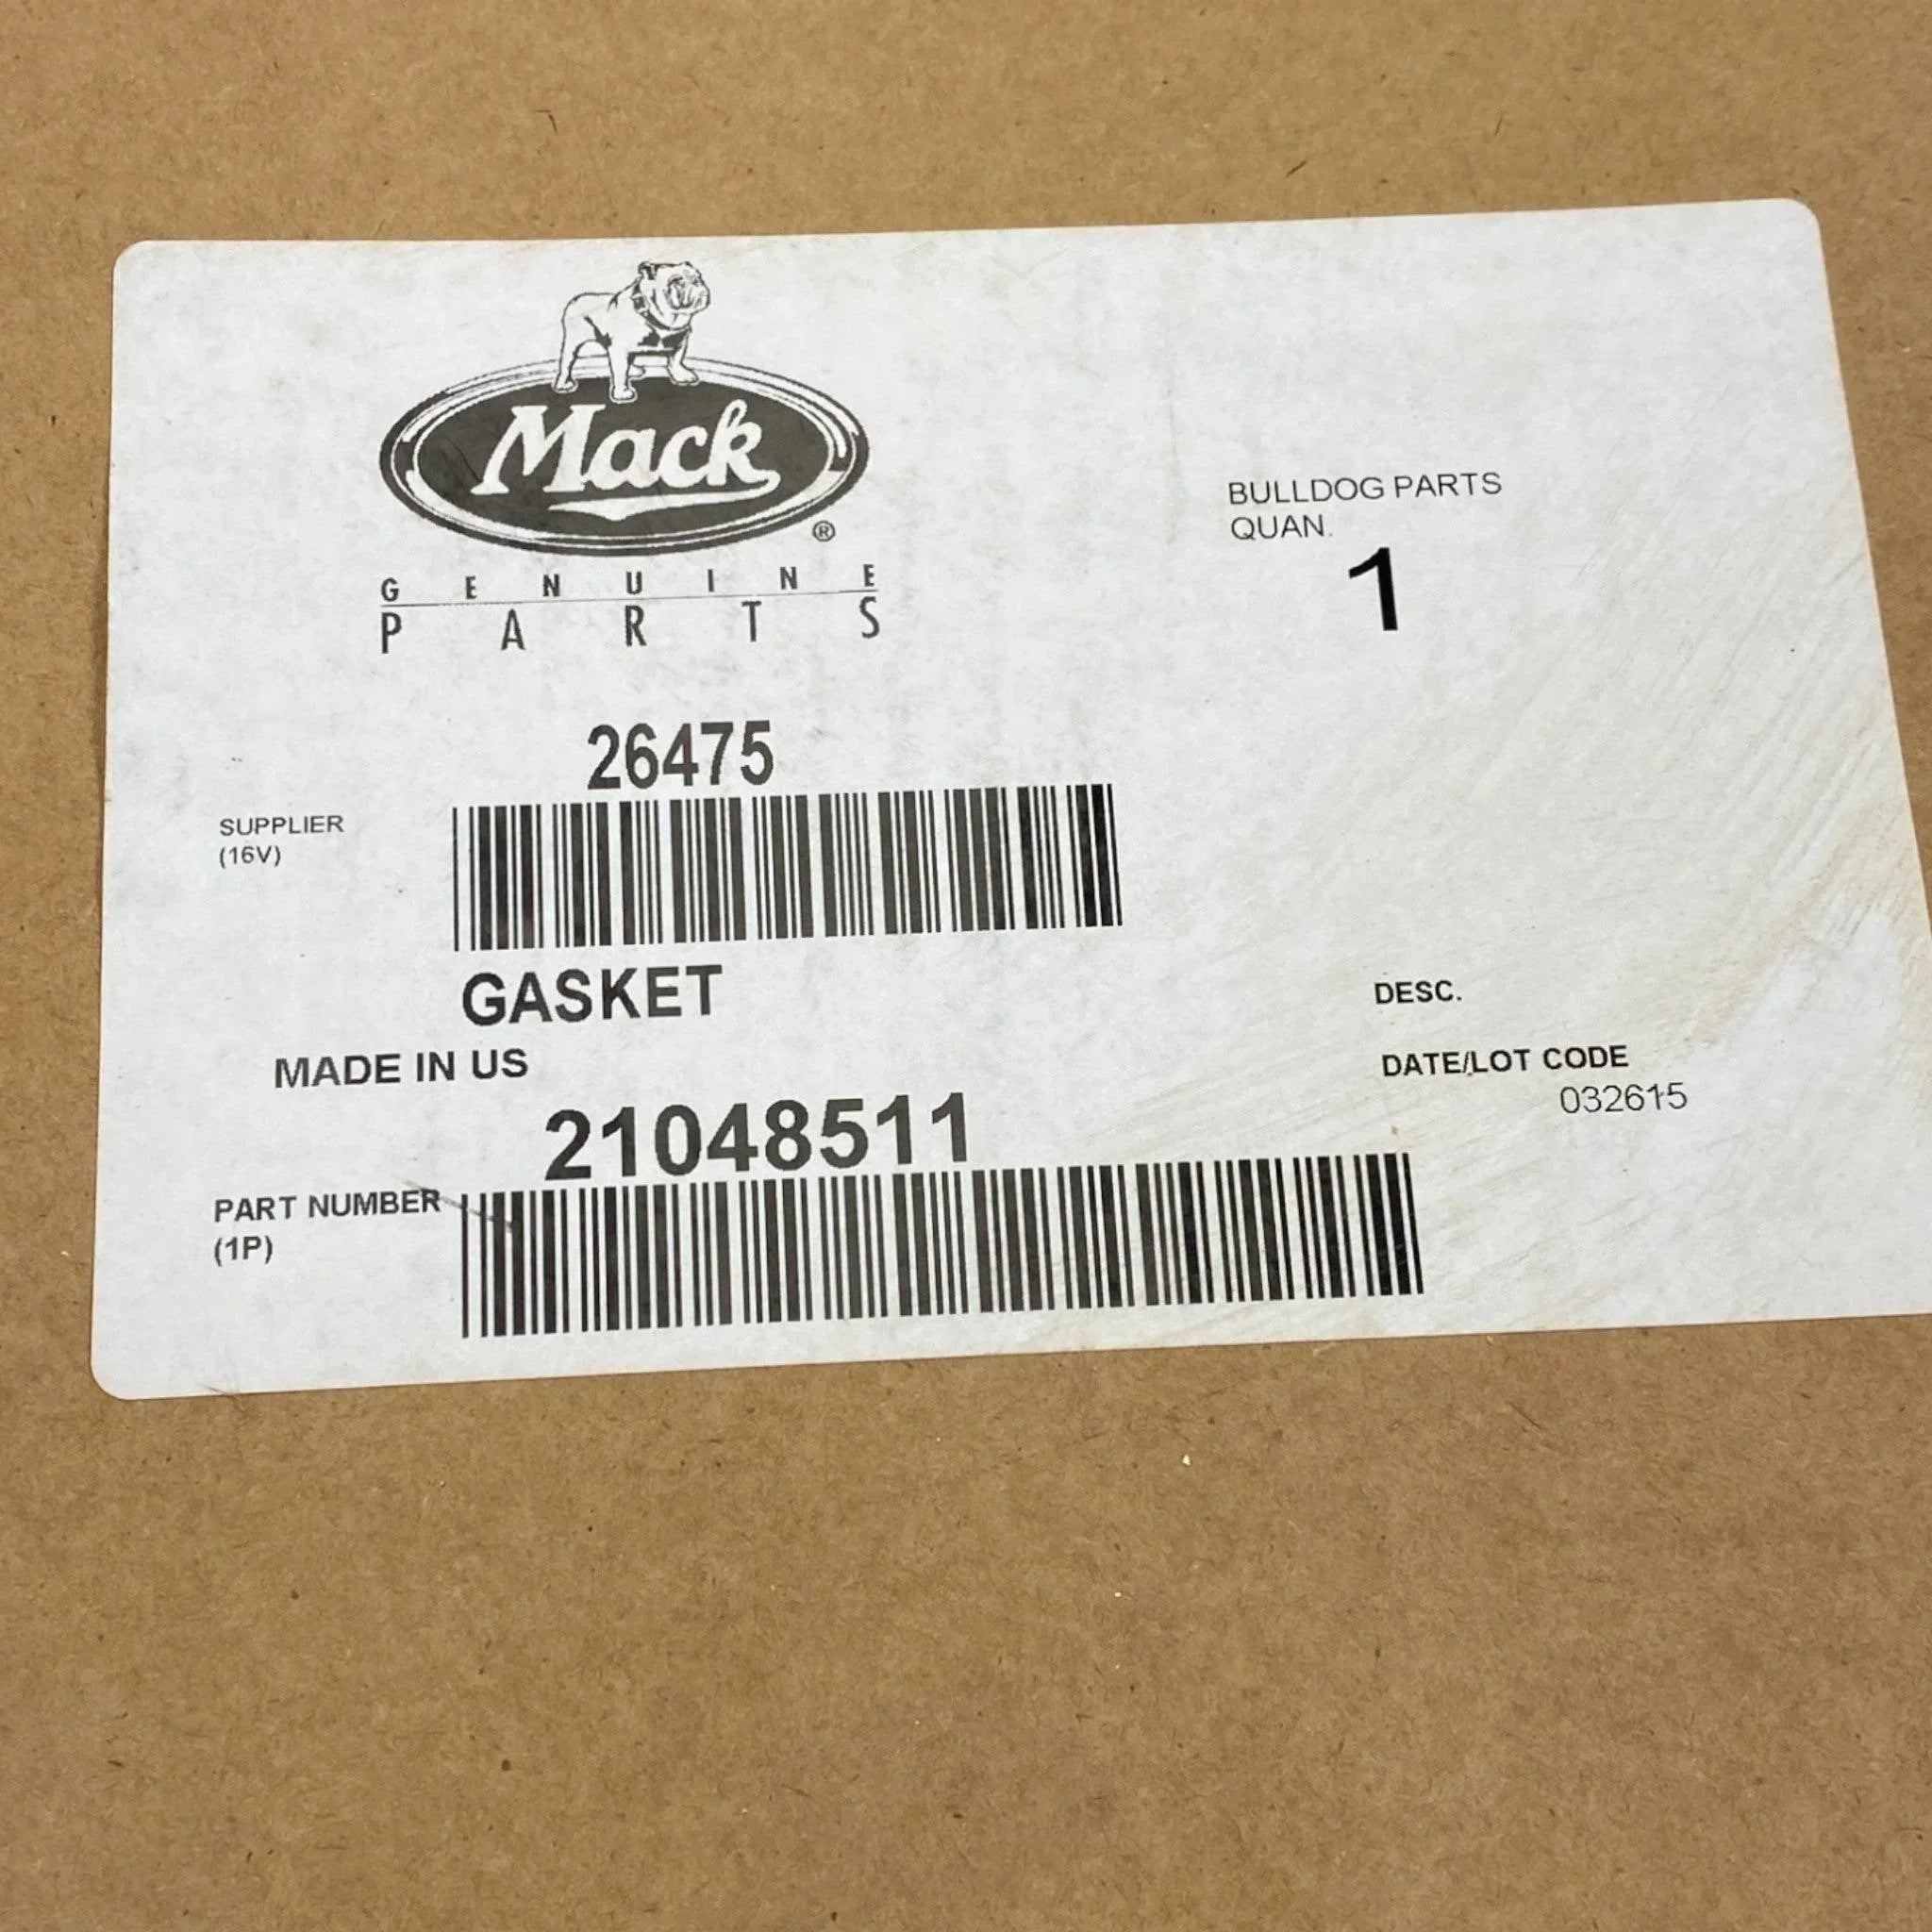 Mack
®
GENUINE
PARTS
BULLDOG PARTS
QUAN.
1
26475
SUPPLIER
(16V)
GASKET
DESC.
MADE IN US
DATE/LOT CODE
032615
21048511
PART NUMBER
(1P)